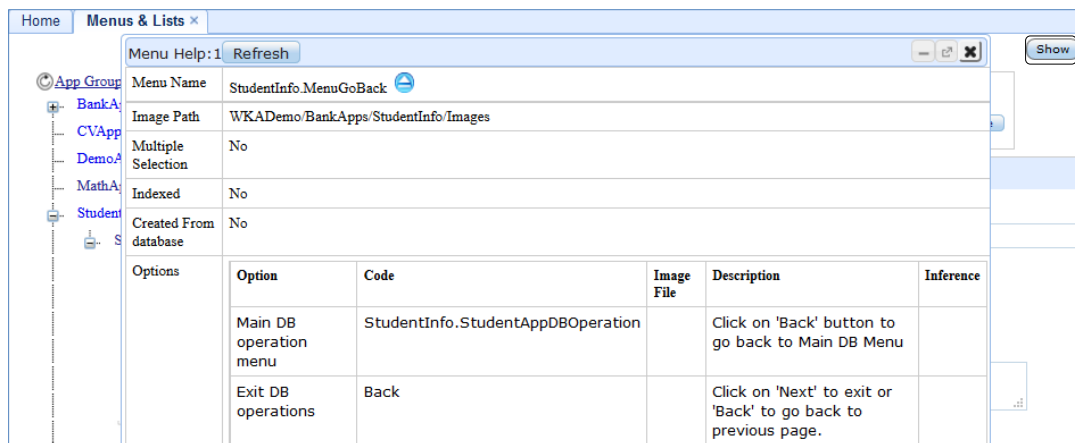 Home Menus & Lists ×
Menu Help:1 Refresh
Show
App Group
Menu Name StudentInfo.MenuGoBack
BankA
Image Path WKADemo/BankApps/StudentInfo/Images
CVApp
Multiple Selection No
DemoA
MathA
Indexed No
Student
Created From database No
S
Options
Option Code Image File Description Inference
Main DB operation menu StudentInfo.StudentAppDBOperation Click on 'Back' button to go back to Main DB Menu
Exit DB operations Back Click on 'Next' to exit or 'Back' to go back to previous page.